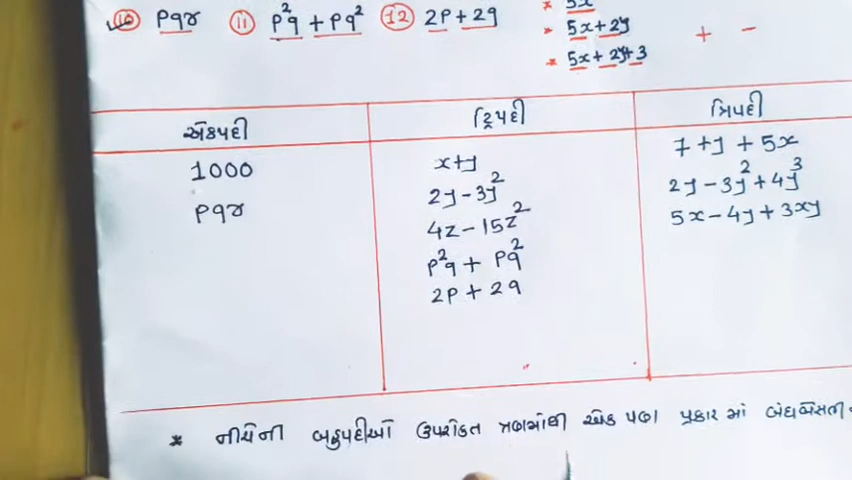 (10) pqr (11) p²q + pq² (12) 2p + 2q * 5x
* 5x + 2y + -
* 5x + 2y + 3
એકપદી દ્વિપદી ત્રિપદી
1000 x+y 7 + y + 5x
pqr 2y - 3y² 2y - 3y² + 4y³
4z - 15z² 5x - 4y + 3xy
p²q + pq²
2p + 2q
* નીચેની બહુપદીઓ ઉપરોક્ત ત્રણમાંથી એક પણ પ્રકાર માં બંધબેસતી